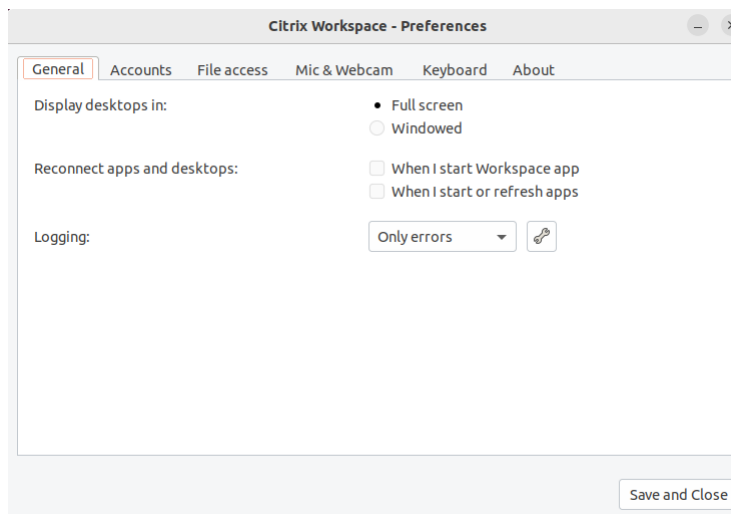 Citrix Workspace - Preferences
General Accounts File access Mic & Webcam Keyboard About
Display desktops in: Full screen
Windowed
Reconnect apps and desktops: When I start Workspace app
When I start or refresh apps
Logging: Only errors
Save and Close